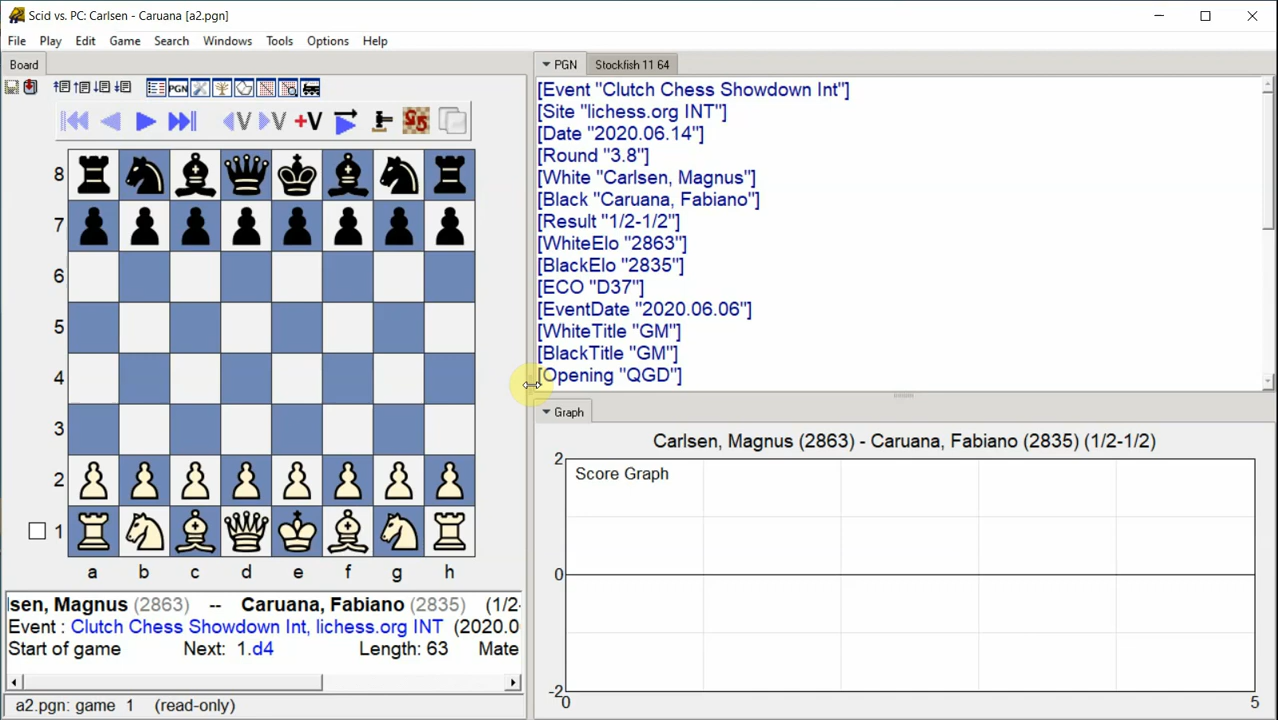 Scid vs. PC: Carlsen - Caruana [a2.pgn]
File Play Edit Game Search Windows Tools Options Help
Board
PGN Stockfish 11 64
PGN
V V +V
8
7
6
5
4
3
2
1
a b c d e f g h
[Event "Clutch Chess Showdown Int"]
[Site "lichess.org INT"]
[Date "2020.06.14"]
[Round "3.8"]
[White "Carlsen, Magnus"]
[Black "Caruana, Fabiano"]
[Result "1/2-1/2"]
[WhiteElo "2863"]
[BlackElo "2835"]
[ECO "D37"]
[EventDate "2020.06.06"]
[WhiteTitle "GM"]
[BlackTitle "GM"]
[Opening "QGD"]
Graph
Carlsen, Magnus (2863) - Caruana, Fabiano (2835) (1/2-1/2)
2
Score Graph
0
-2
0 5
lsen, Magnus (2863) -- Caruana, Fabiano (2835) (1/2-
Event : Clutch Chess Showdown Int, lichess.org INT (2020.0
Start of game Next: 1.d4 Length: 63 Mate
a2.pgn: game 1 (read-only)